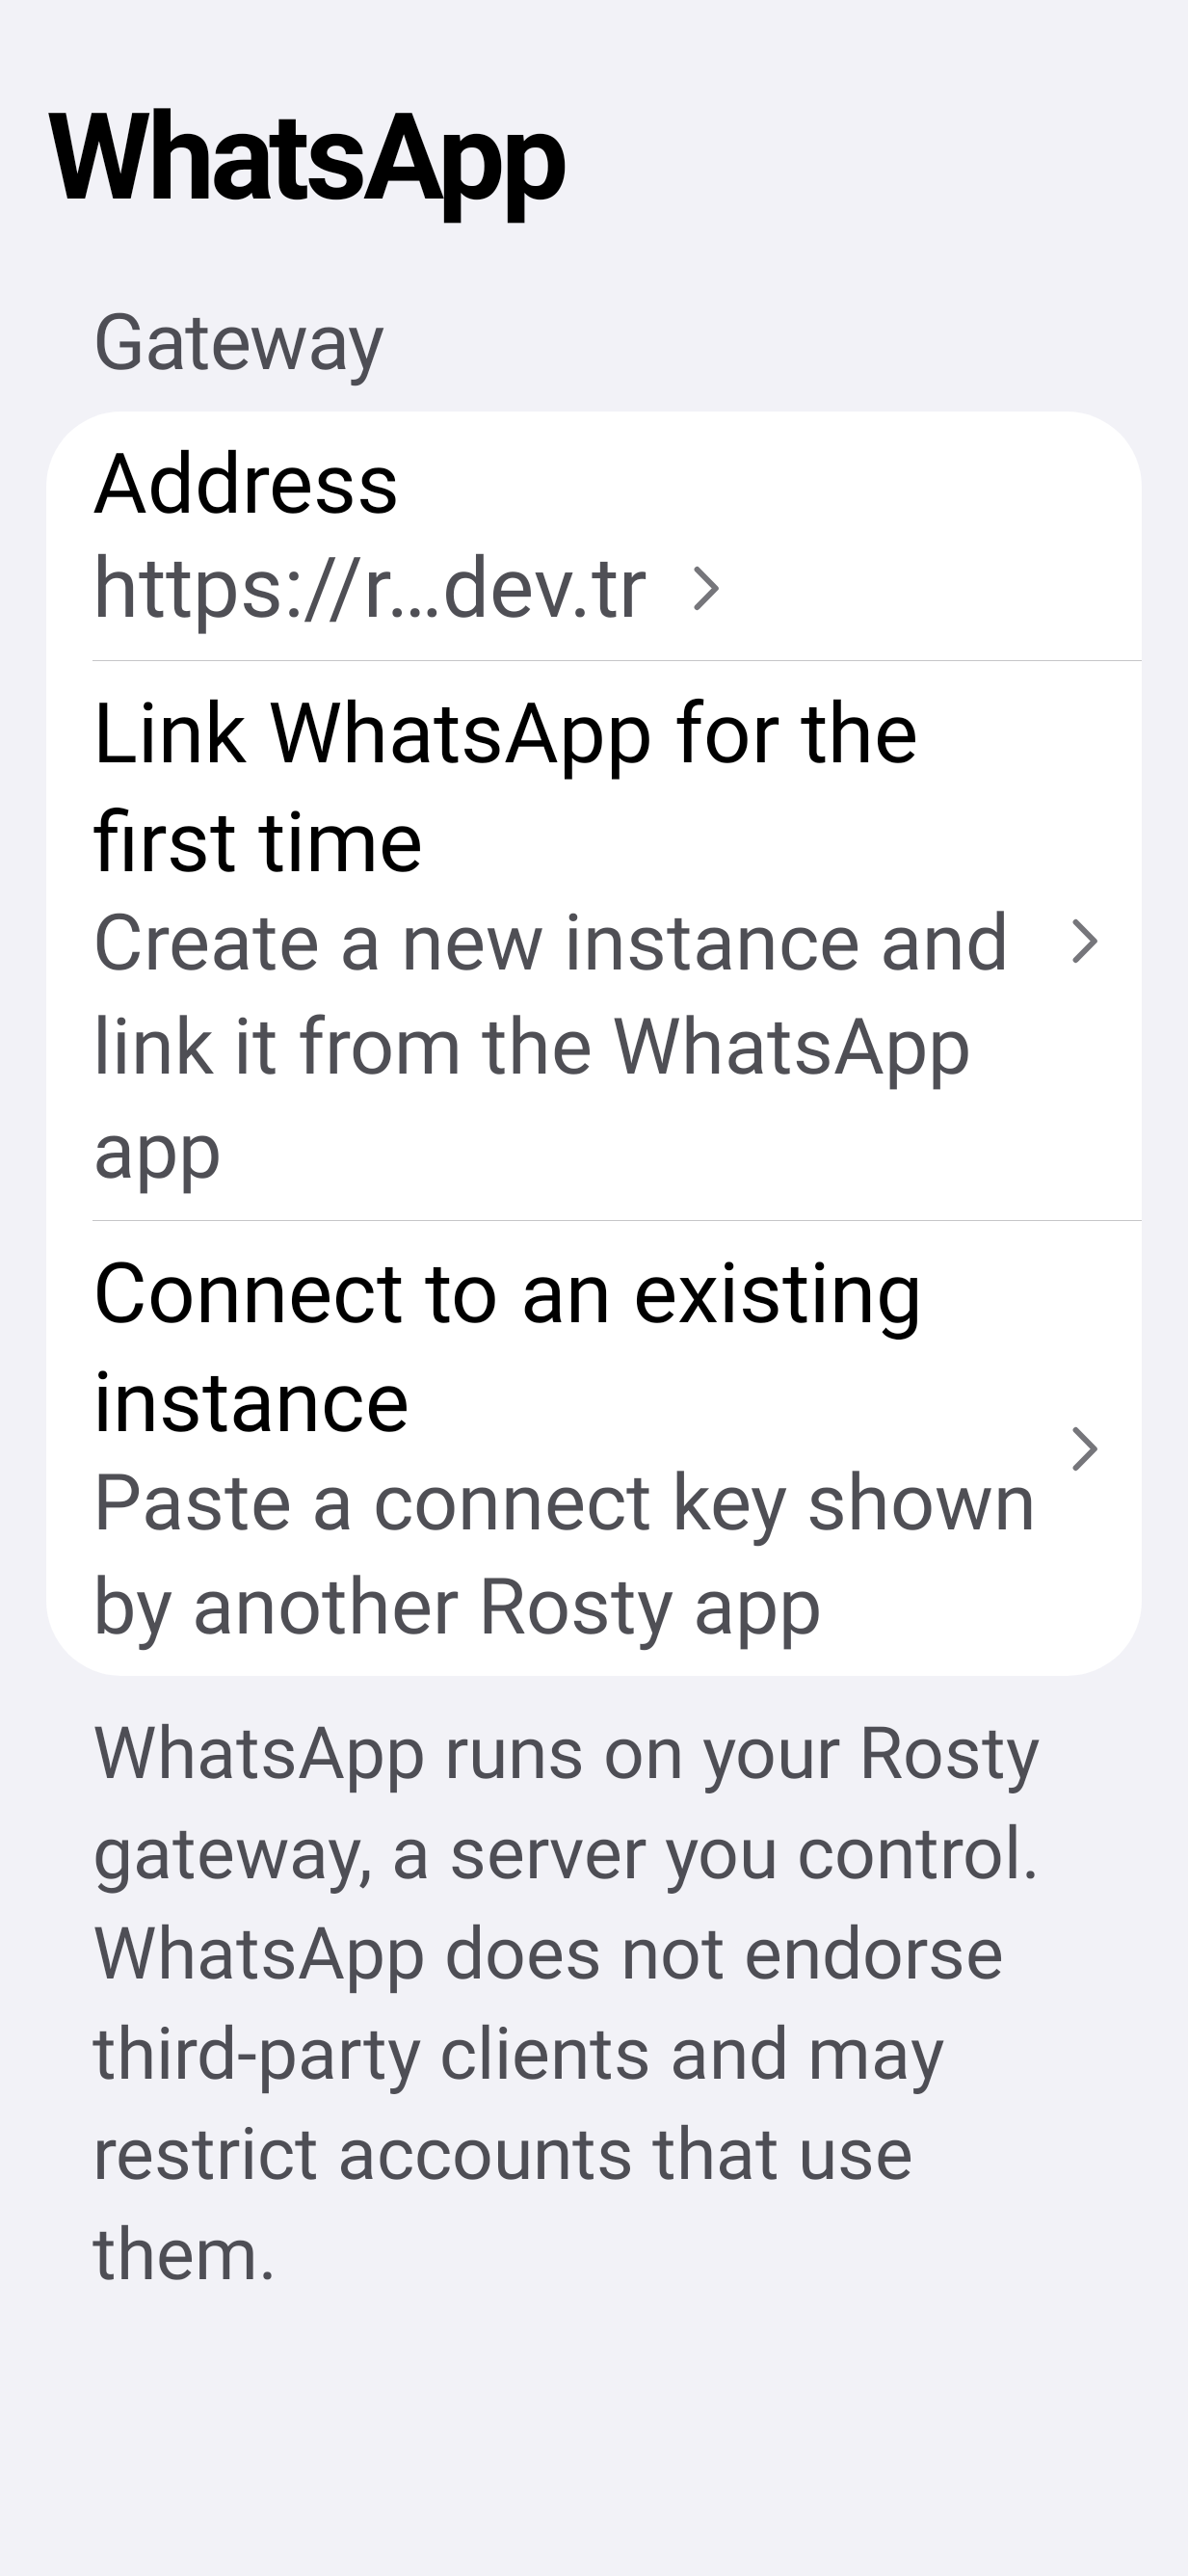 WhatsApp
Gateway
Address
https://r...dev.tr
Link WhatsApp for the
first time
Create a new instance and
link it from the WhatsApp
app
Connect to an existing
instance
Paste a connect key shown
by another Rosty app
WhatsApp runs on your Rosty
gateway, a server you control.
WhatsApp does not endorse
third-party clients and may
restrict accounts that use
them.